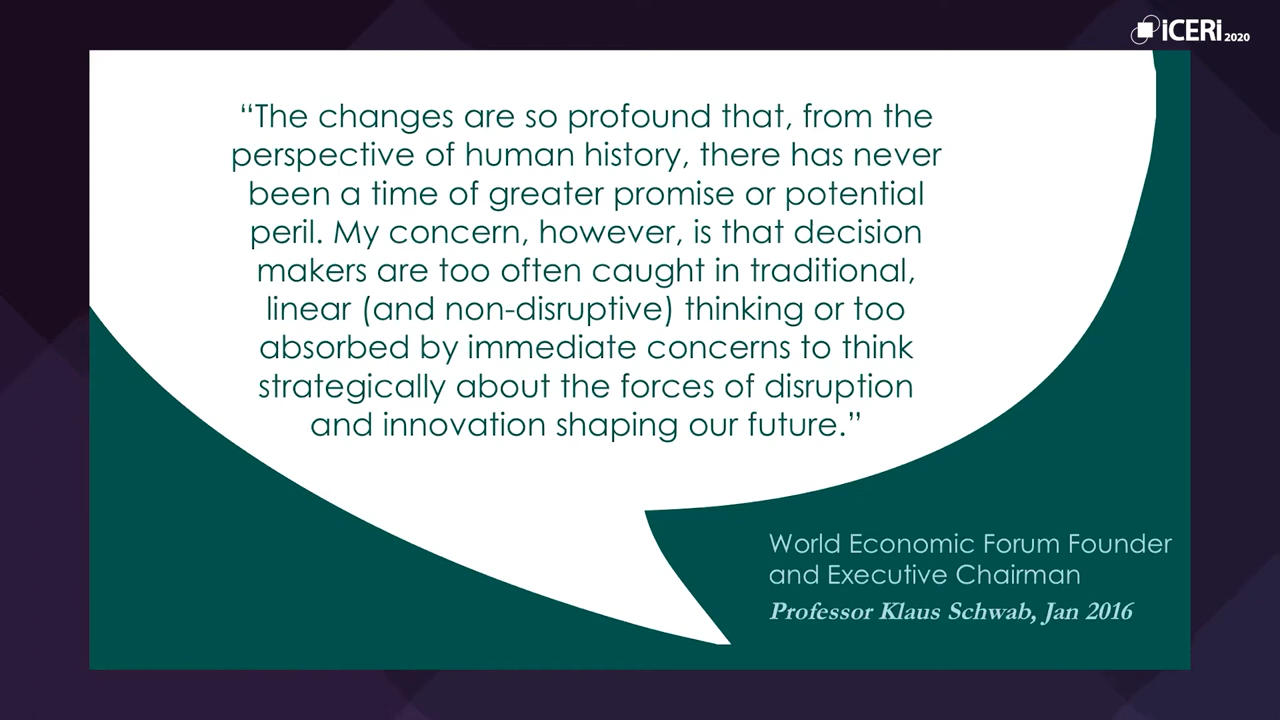 iCERi 2020
“The changes are so profound that, from the
perspective of human history, there has never
been a time of greater promise or potential
peril. My concern, however, is that decision
makers are too often caught in traditional,
linear (and non-disruptive) thinking or too
absorbed by immediate concerns to think
strategically about the forces of disruption
and innovation shaping our future.”
World Economic Forum Founder
and Executive Chairman
Professor Klaus Schwab, Jan 2016